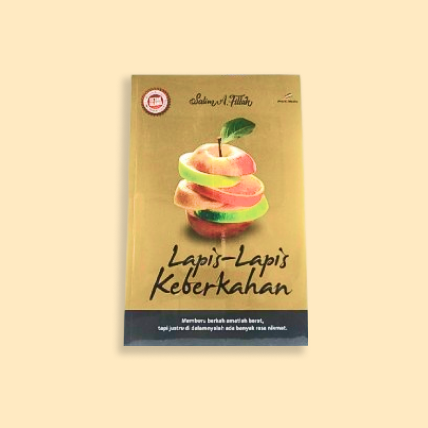 Salim A. Fillah
Lapis-Lapis
Keberkahan
Memburu berkah amatlah berat,
tapi justru di dalamnyalah ada banyak rasa nikmat.